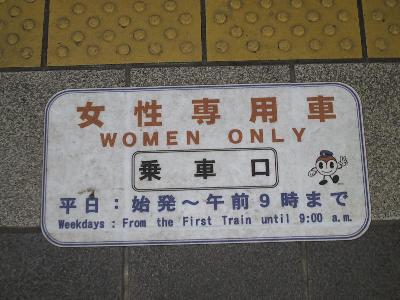 女性専用車
WOMEN ONLY
乗車口
平日：始発～午前9時まで
Weekdays : From the First Train until 9:00 a.m.